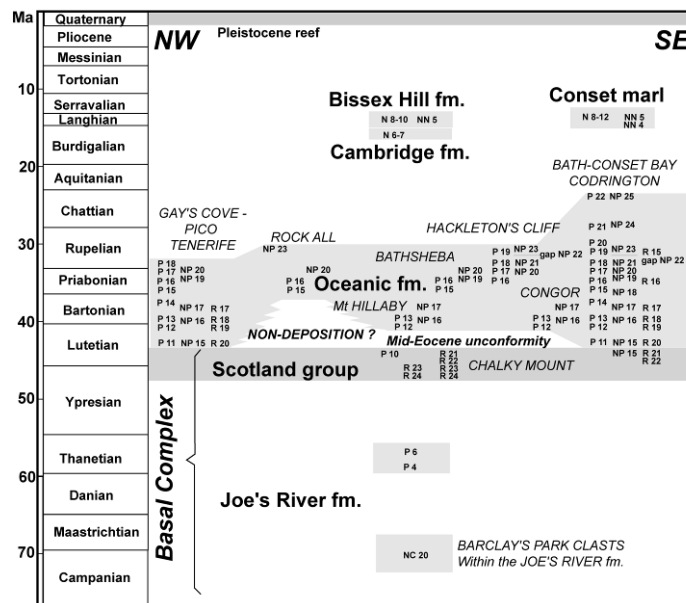 Ma
Quaternary
Pliocene
Messinian
Tortonian
Serravalian
Langhian
Burdigalian
Aquitanian
Chattian
Rupelian
Priabonian
Bartonian
Lutetian
Ypresian
Thanetian
Danian
Maastrichtian
Campanian
10
20
30
40
50
60
70
NW
Pleistocene reef
SE
Bissex Hill fm.
N 8-10 NN 5
N 6-7
Cambridge fm.
Conset marl
N 8-12 NN 5
NN 4
BATH-CONSET BAY
CODRINGTON
P 22 NP 25
P 21 NP 24
P 20
P 19 NP 23 R 15
gap NP 22
P 18 NP 21
P 17 NP 20
P 16 NP 19 R 16
P 15 NP 18
P 14
NP 17 R 17
P 13 NP 16 R 18
P 12 R 19
P 11 NP 15 R 20
NP 15 R 21
R 22
GAY'S COVE -
PICO
TENERIFE
P 18
P 17 NP 20
P 16 NP 19
P 15
P 14
NP 17 R 17
P 13 NP 16 R 18
P 12 R 19
P 11 NP 15 R 20
ROCK ALL
NP 23
NP 20
P 16
P 15
BATHSHEBA
Oceanic fm.
NP 20
P 16 NP 19
P 15
HACKLETON'S CLIFF
P 19 NP 23
gap NP 22
P 18 NP 21
P 17 NP 20
P 16
Mt HILLABY
NP 17
P 13 NP 16
P 12
CONGOR
NP 17
P 13 NP 16
P 12
NON-DEPOSITION ?
Mid-Eocene unconformity
Scotland group
P 10 R 21
R 22
R 23 R 23
R 24 R 24
CHALKY MOUNT
Basal Complex
P 6
P 4
Joe's River fm.
NC 20
BARCLAY'S PARK CLASTS
Within the JOE'S RIVER fm.